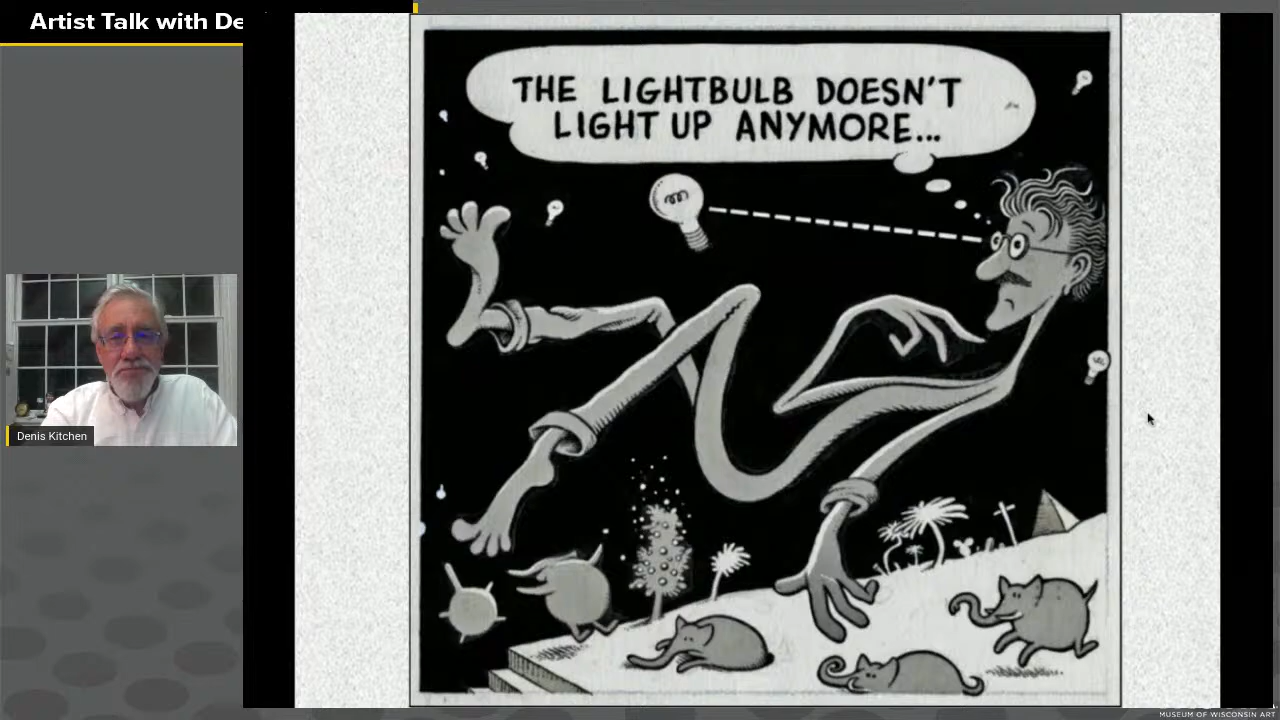 Artist Talk with De
THE LIGHTBULB DOESN'T
LIGHT UP ANYMORE...
Denis Kitchen
MUSEUM OF WISCONSIN ART